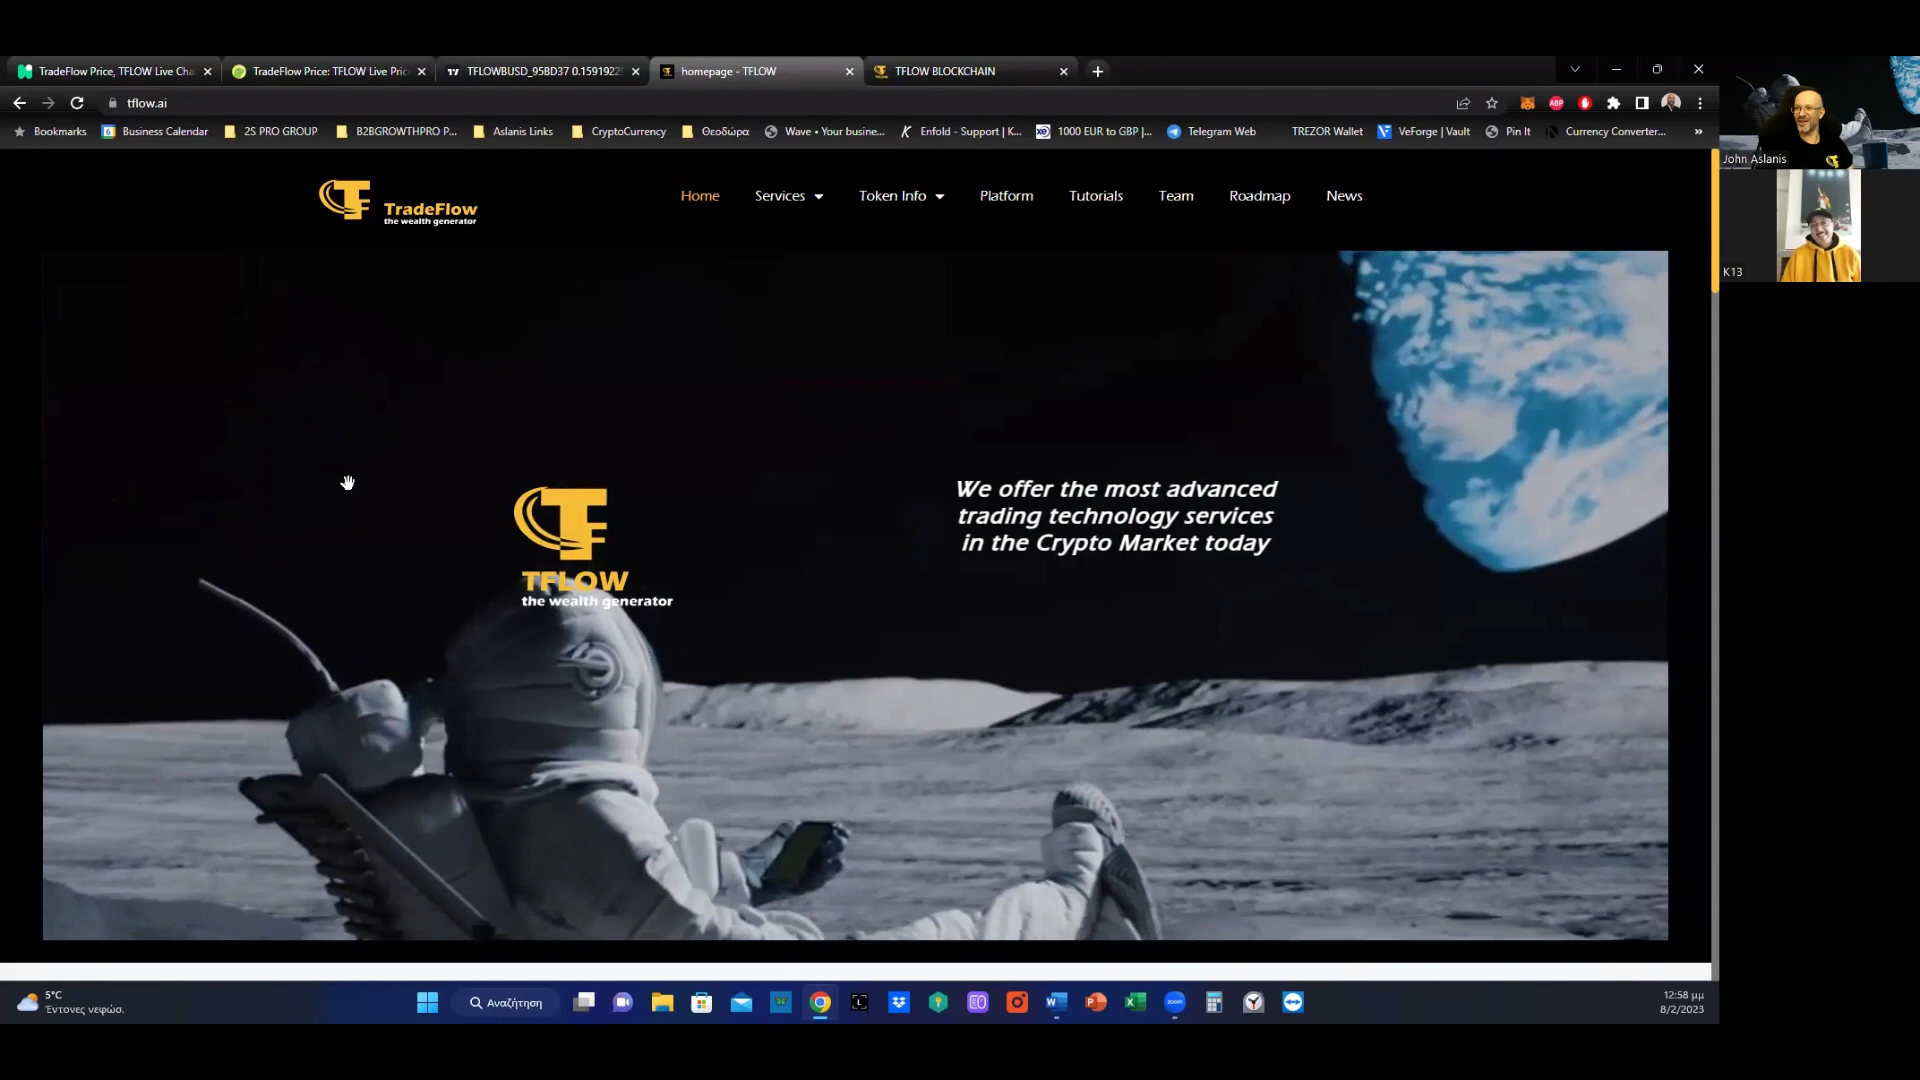 TradeFlow Price, TFLOW Live Cha
TradeFlow Price: TFLOW Live Pric
TFLOWBUSD_95BD37 0.1591922
homepage - TFLOW
TFLOW BLOCKCHAIN
tflow.ai
ABP
Bookmarks
Business Calendar
2S PRO GROUP
B2BGROWTHPRO P...
Aslanis Links
CryptoCurrency
Θεοδώρα
Wave • Your busine...
Enfold - Support | K...
1000 EUR to GBP |...
Telegram Web
TREZOR Wallet
VeForge | Vault
Pin It
Currency Converter...
John Aslanis
K13
TradeFlow
the wealth generator
Home
Services
Token Info
Platform
Tutorials
Team
Roadmap
News
We offer the most advanced
trading technology services
in the Crypto Market today
TFLOW
the wealth generator
5°C
Έντονες νεφώσ.
Αναζήτηση
12:58 μμ
8/2/2023